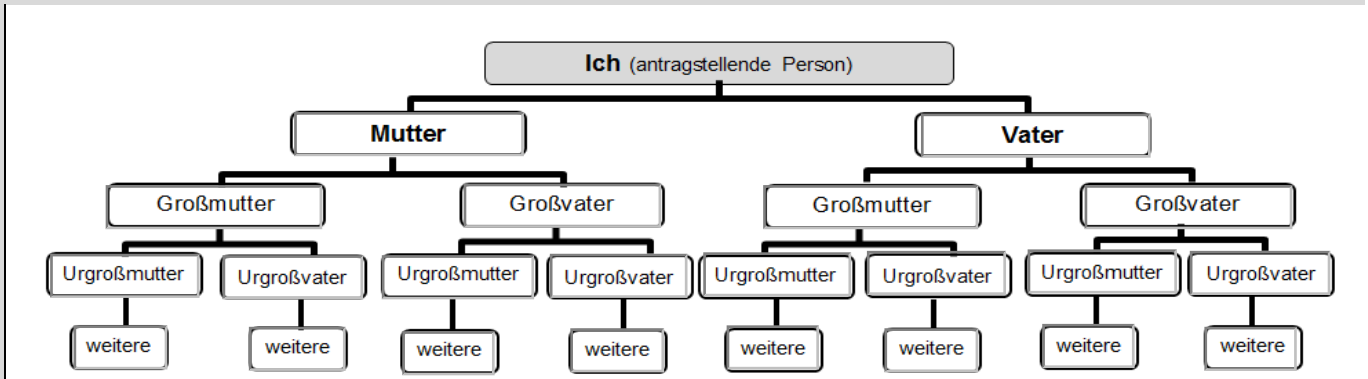 Ich (antragstellende Person)
Mutter Vater
Großmutter Großvater Großmutter Großvater
Urgroßmutter Urgroßvater Urgroßmutter Urgroßvater Urgroßmutter Urgroßvater Urgroßmutter Urgroßvater
weitere weitere weitere weitere weitere weitere weitere weitere